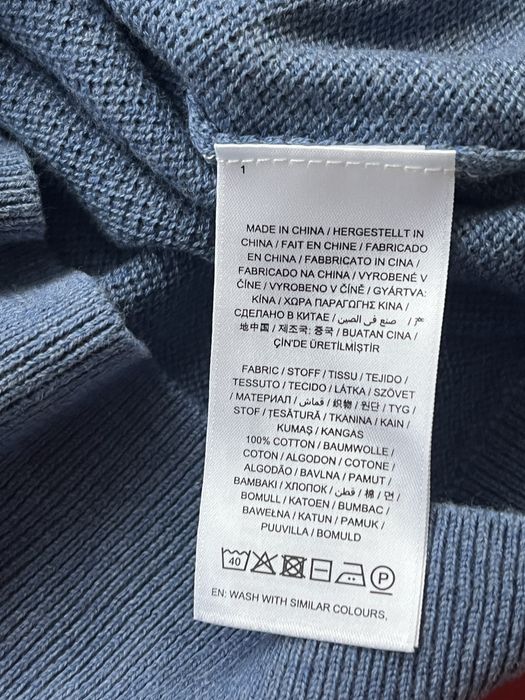 1
MADE IN CHINA / HERGESTELLT IN
CHINA / FAIT EN CHINE / FABRICADO
EN CHINA / FABBRICATO IN CINA /
FABRICADO NA CHINA / VYROBENÉ V
ČÍNE / VYROBENO V ČÍNĚ / GYÁRTVA:
KÍNA / ΧΩΡΑ ΠΑΡΑΓΩΓΗΣ ΚΙΝΑ /
СДЕЛАНО В КИТАЕ / صنع في الصين / 产
地中国 / 제조국: 중국 / BUATAN CINA /
ÇİN'DE ÜRETİLMİŞTİR
FABRIC / STOFF / TISSU / TEJIDO /
TESSUTO / TECIDO / LÁTKA / SZÖVET
/ МАТЕРИАЛ / قماش / 织物 / 원단 / TYG /
STOF / ȚESĂTURĂ / TKANINA / KAIN /
KUMAŞ / KANGAS
100% COTTON / BAUMWOLLE /
COTON / ALGODON / COTONE /
ALGODÃO / BAVLNA / PAMUT /
ΒΑΜΒΑΚΙ / ХЛОПОК / قطن / 棉 / 면 /
BOMULL / KATOEN / BUMBAC /
BAWEŁNA / KATUN / PAMUK /
PUUVILLA / BOMULD
40 P
EN: WASH WITH SIMILAR COLOURS,